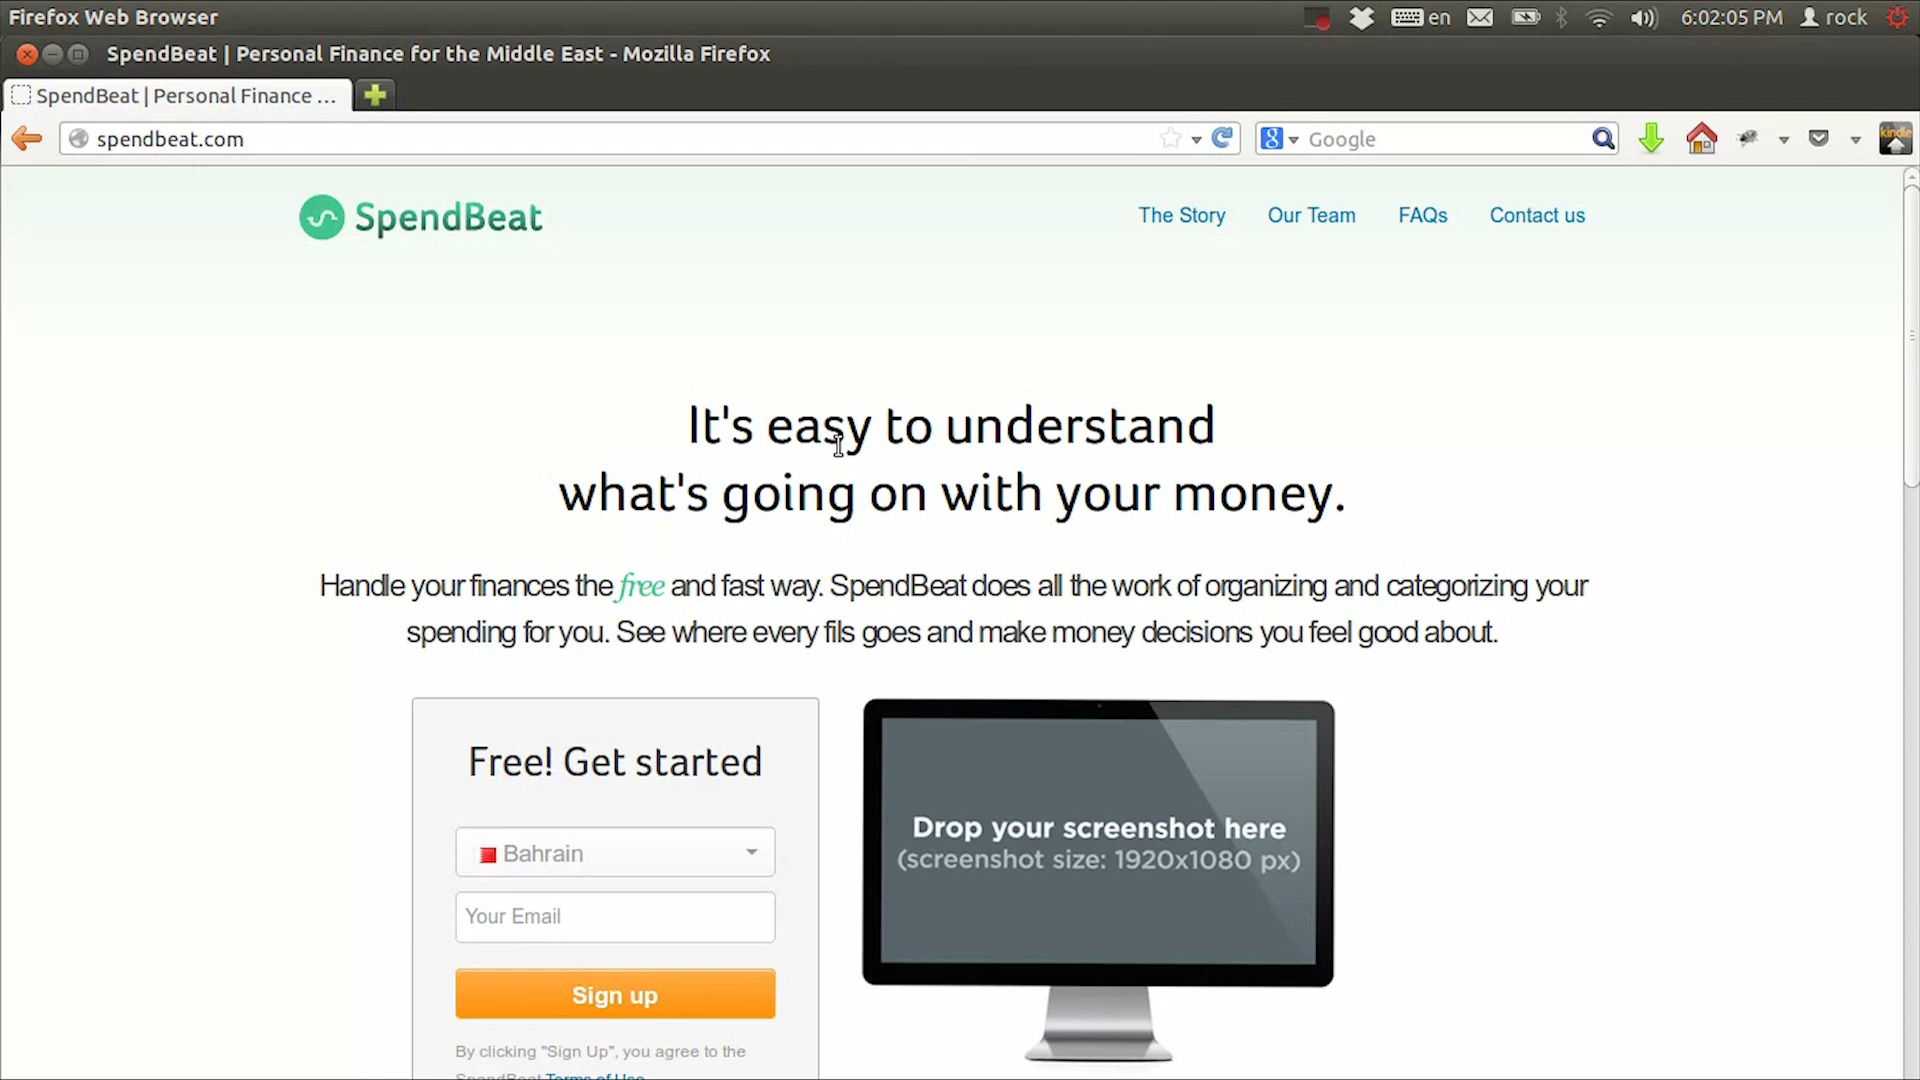 Firefox Web Browser
en
6:02:05 PM
rock
SpendBeat | Personal Finance for the Middle East - Mozilla Firefox
SpendBeat | Personal Finance ...
spendbeat.com
Google
kindle
SpendBeat
The Story
Our Team
FAQs
Contact us
It's easy to understand
what's going on with your money.
Handle your finances the free and fast way. SpendBeat does all the work of organizing and categorizing your
spending for you. See where every fils goes and make money decisions you feel good about.
Free! Get started
Bahrain
Your Email
Sign up
By clicking "Sign Up", you agree to the
SpendBeat Terms of Use
Drop your screenshot here
(screenshot size: 1920x1080 px)